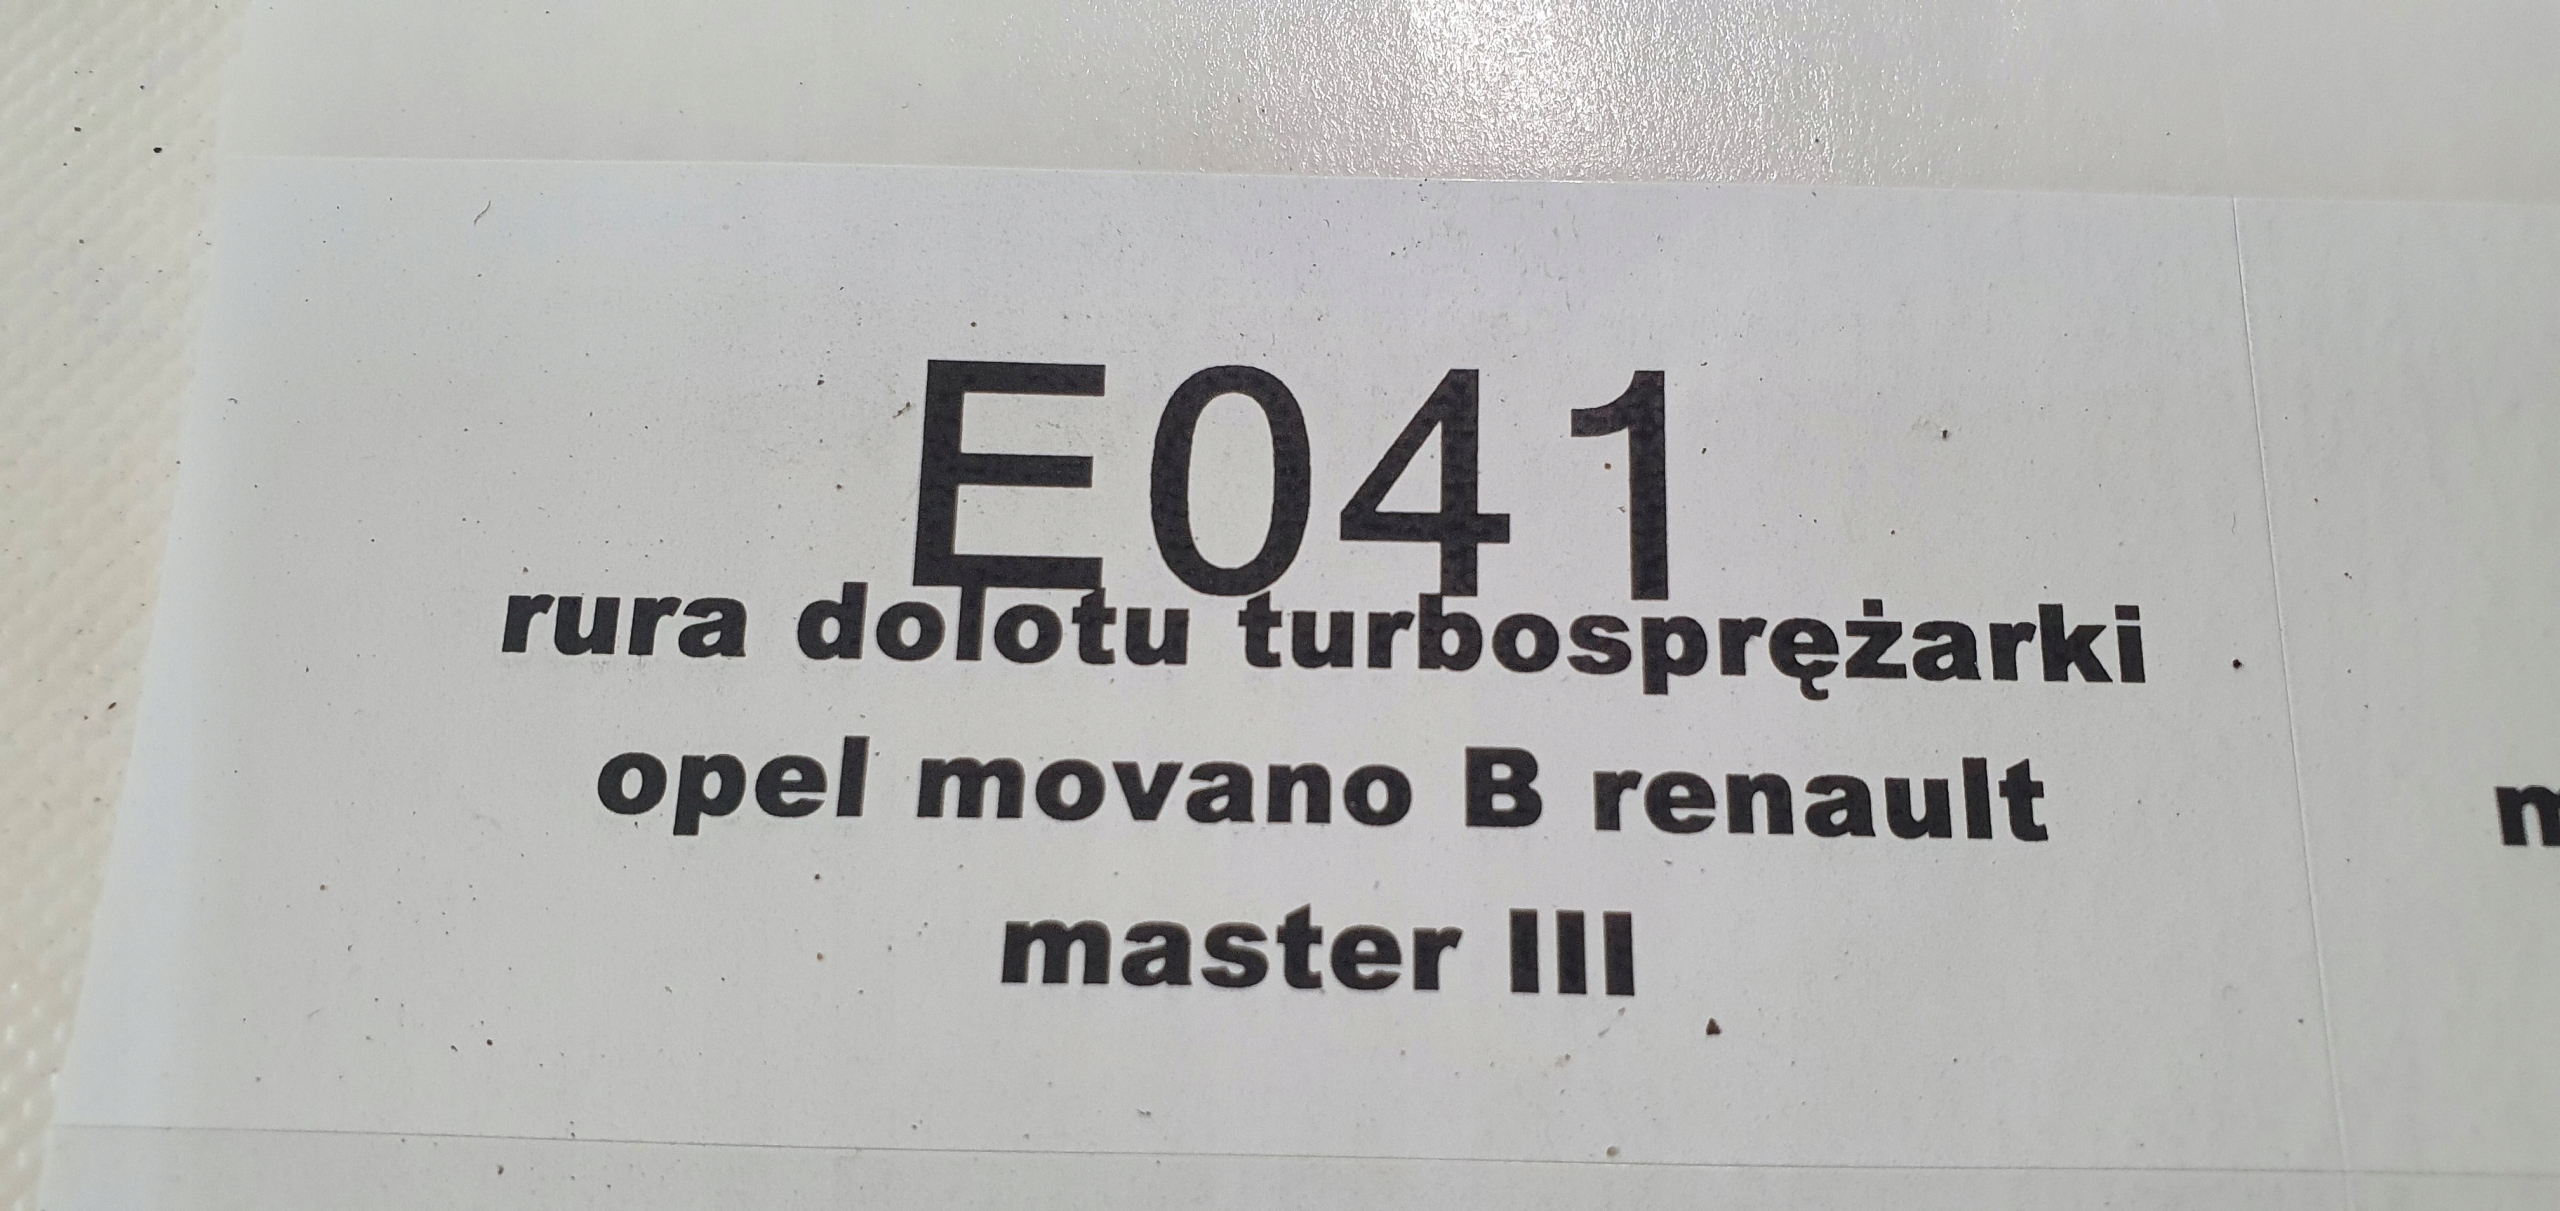 E041
rura dolotu turbosprężarki
opel movano B renault
master III